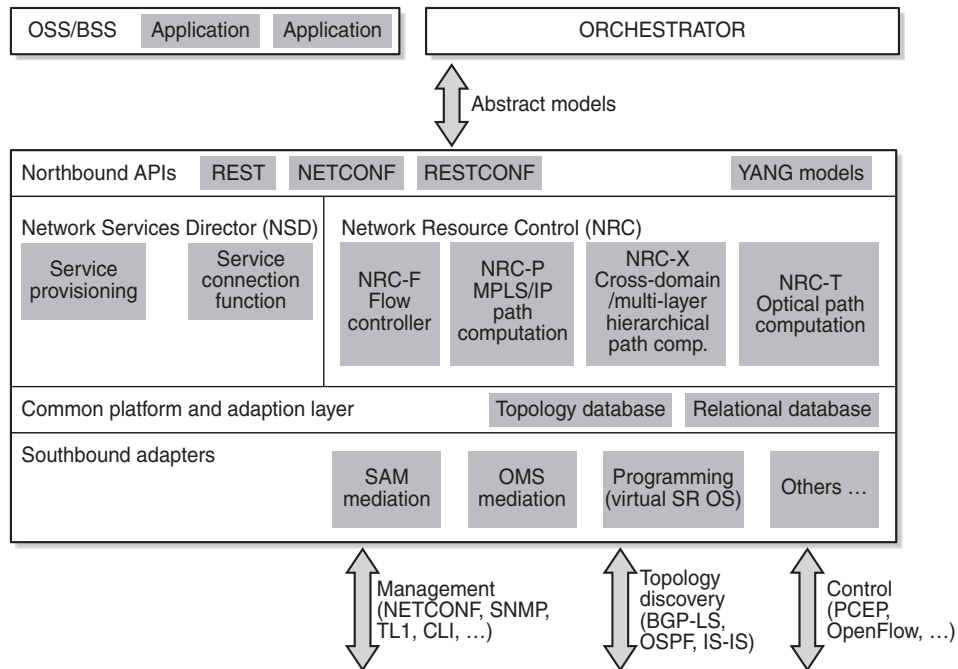 OSS/BSS
Application
Application
ORCHESTRATOR
Abstract models
Northbound APIs
REST
NETCONF
RESTCONF
YANG models
Network Services Director (NSD)
Service
provisioning
Service
connection
function
Network Resource Control (NRC)
NRC-F
Flow
controller
NRC-P
MPLS/IP
path
computation
NRC-X
Cross-domain
/multi-layer
hierarchical
path comp.
NRC-T
Optical path
computation
Common platform and adaption layer
Topology database
Relational database
Southbound adapters
SAM
mediation
OMS
mediation
Programming
(virtual SR OS)
Others …
Management
(NETCONF, SNMP,
TL1, CLI, …)
Topology
discovery
(BGP-LS,
OSPF, IS-IS)
Control
(PCEP,
OpenFlow, …)